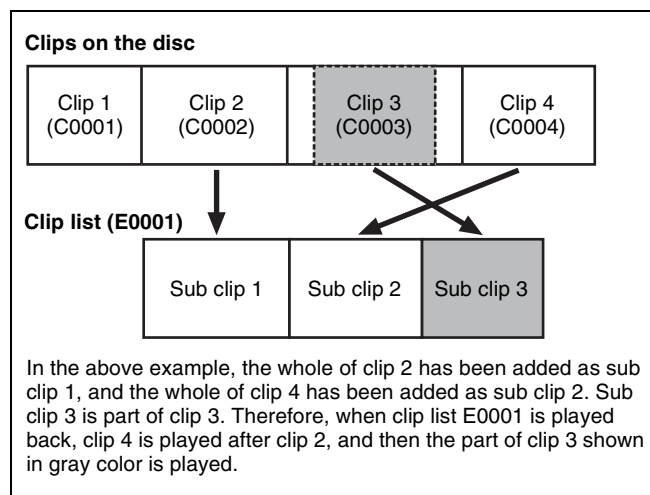 Clips on the disc
Clip 1
(C0001)
Clip 2
(C0002)
Clip 3
(C0003)
Clip 4
(C0004)
Clip list (E0001)
Sub clip 1
Sub clip 2
Sub clip 3
In the above example, the whole of clip 2 has been added as sub
clip 1, and the whole of clip 4 has been added as sub clip 2. Sub
clip 3 is part of clip 3. Therefore, when clip list E0001 is played
back, clip 4 is played after clip 2, and then the part of clip 3 shown
in gray color is played.